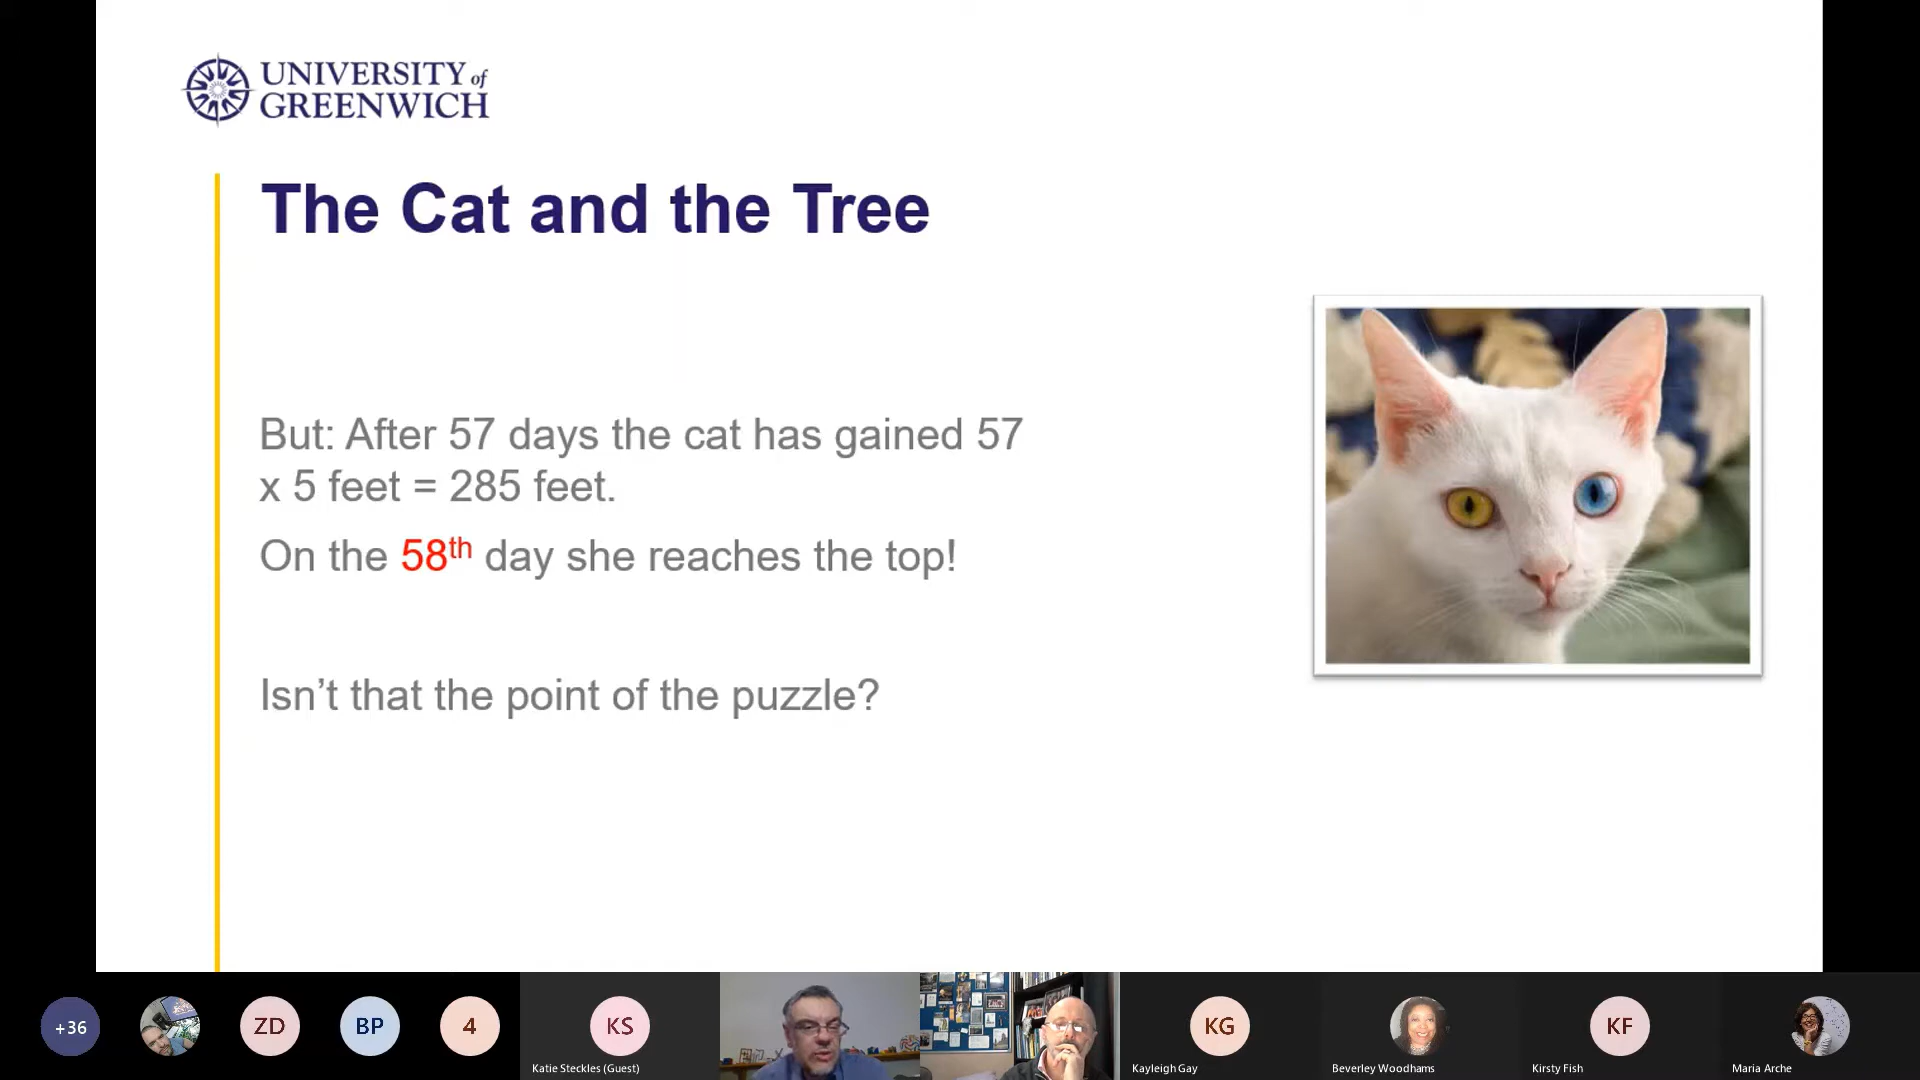 UNIVERSITY of
GREENWICH
The Cat and the Tree
But: After 57 days the cat has gained 57
x 5 feet = 285 feet.
On the 58th day she reaches the top!
Isn’t that the point of the puzzle?
+36
ZD
BP
4
KS
KG
KF
Katie Steckles (Guest)
Kayleigh Gay
Beverley Woodhams
Kirsty Fish
Maria Arche